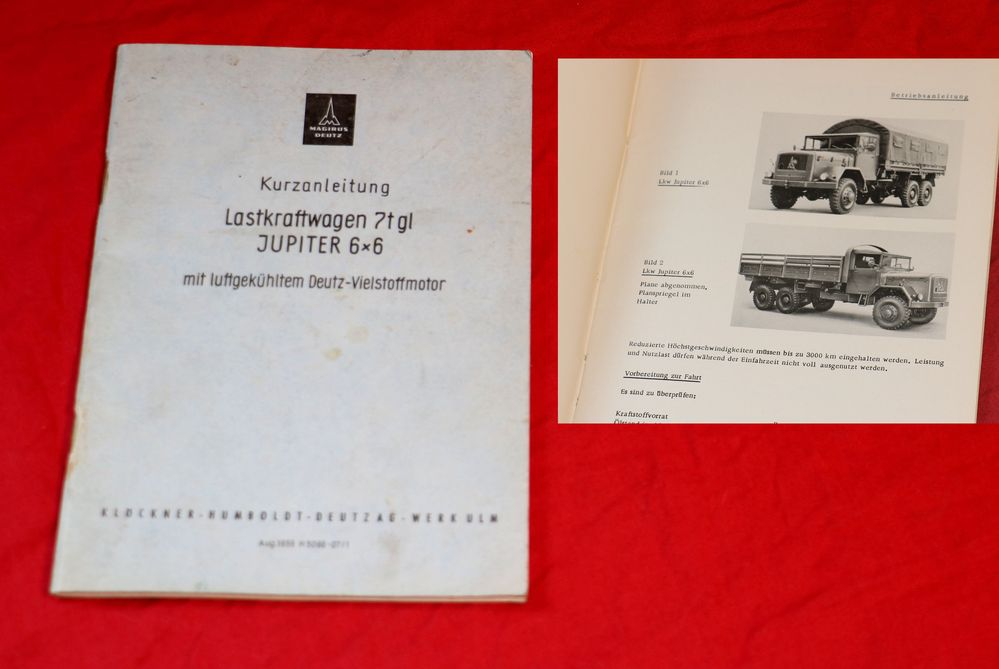 MAGIRUS
DEUTZ
Kurzanleitung
Lastkraftwagen 7t gl
JUPITER 6×6
mit luftgekühltem Deutz-Vielstoffmotor
KLÖCKNER-HUMBOLDT-DEUTZ AG-WERK ULM
Betriebsanleitung
Bild 1
Lkw Jupiter 6x6
Bild 2
Lkw Jupiter 6x6
Plane abgenommen,
Planspriegel im
Halter
Reduzierte Höchstgeschwindigkeiten müssen bis zu 3000 km eingehalten werden. Leistung
und Nutzlast dürfen während der Einfahrzeit nicht voll ausgenutzt werden.
Vorbereitung zur Fahrt
Es sind zu überprüfen:
Kraftstoffvorrat